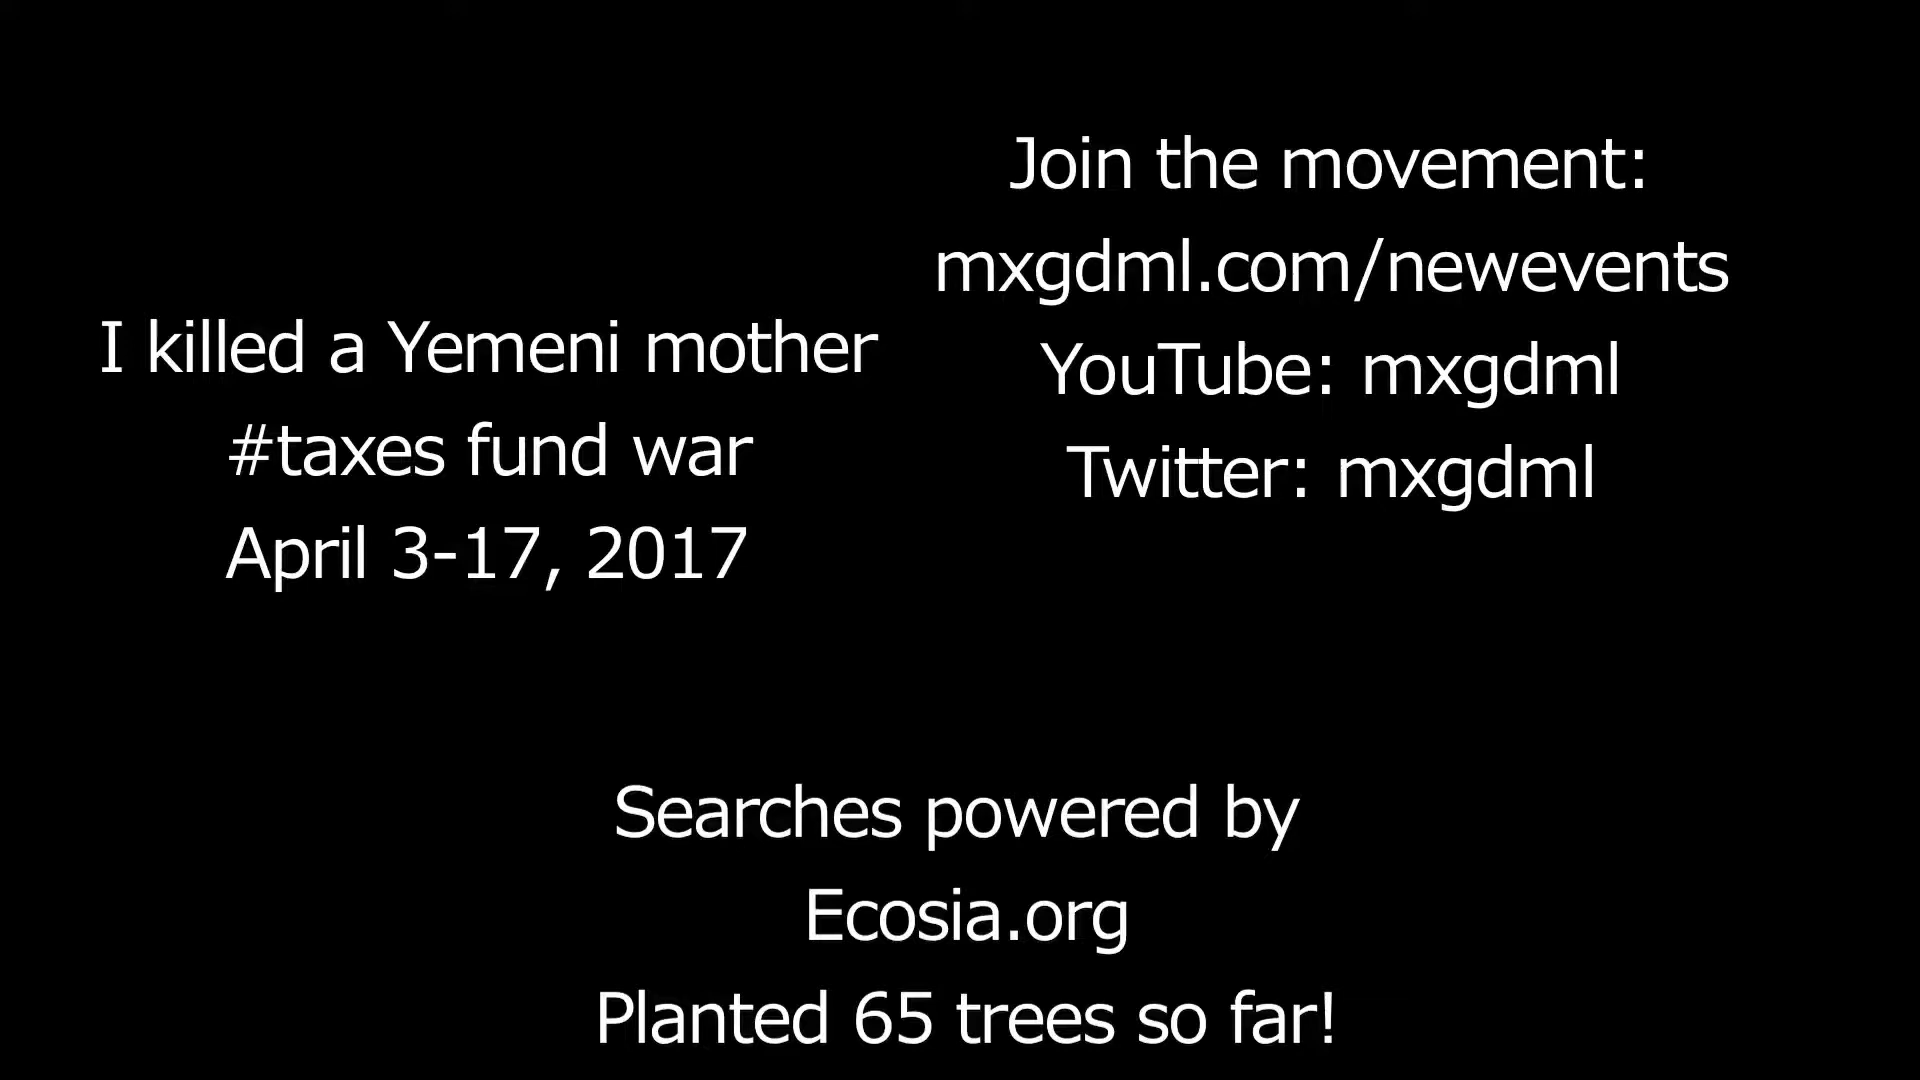 I killed a Yemeni mother
#taxes fund war
April 3-17, 2017
Join the movement:
mxgdml.com/newevents
YouTube: mxgdml
Twitter: mxgdml
Searches powered by
Ecosia.org
Planted 65 trees so far!